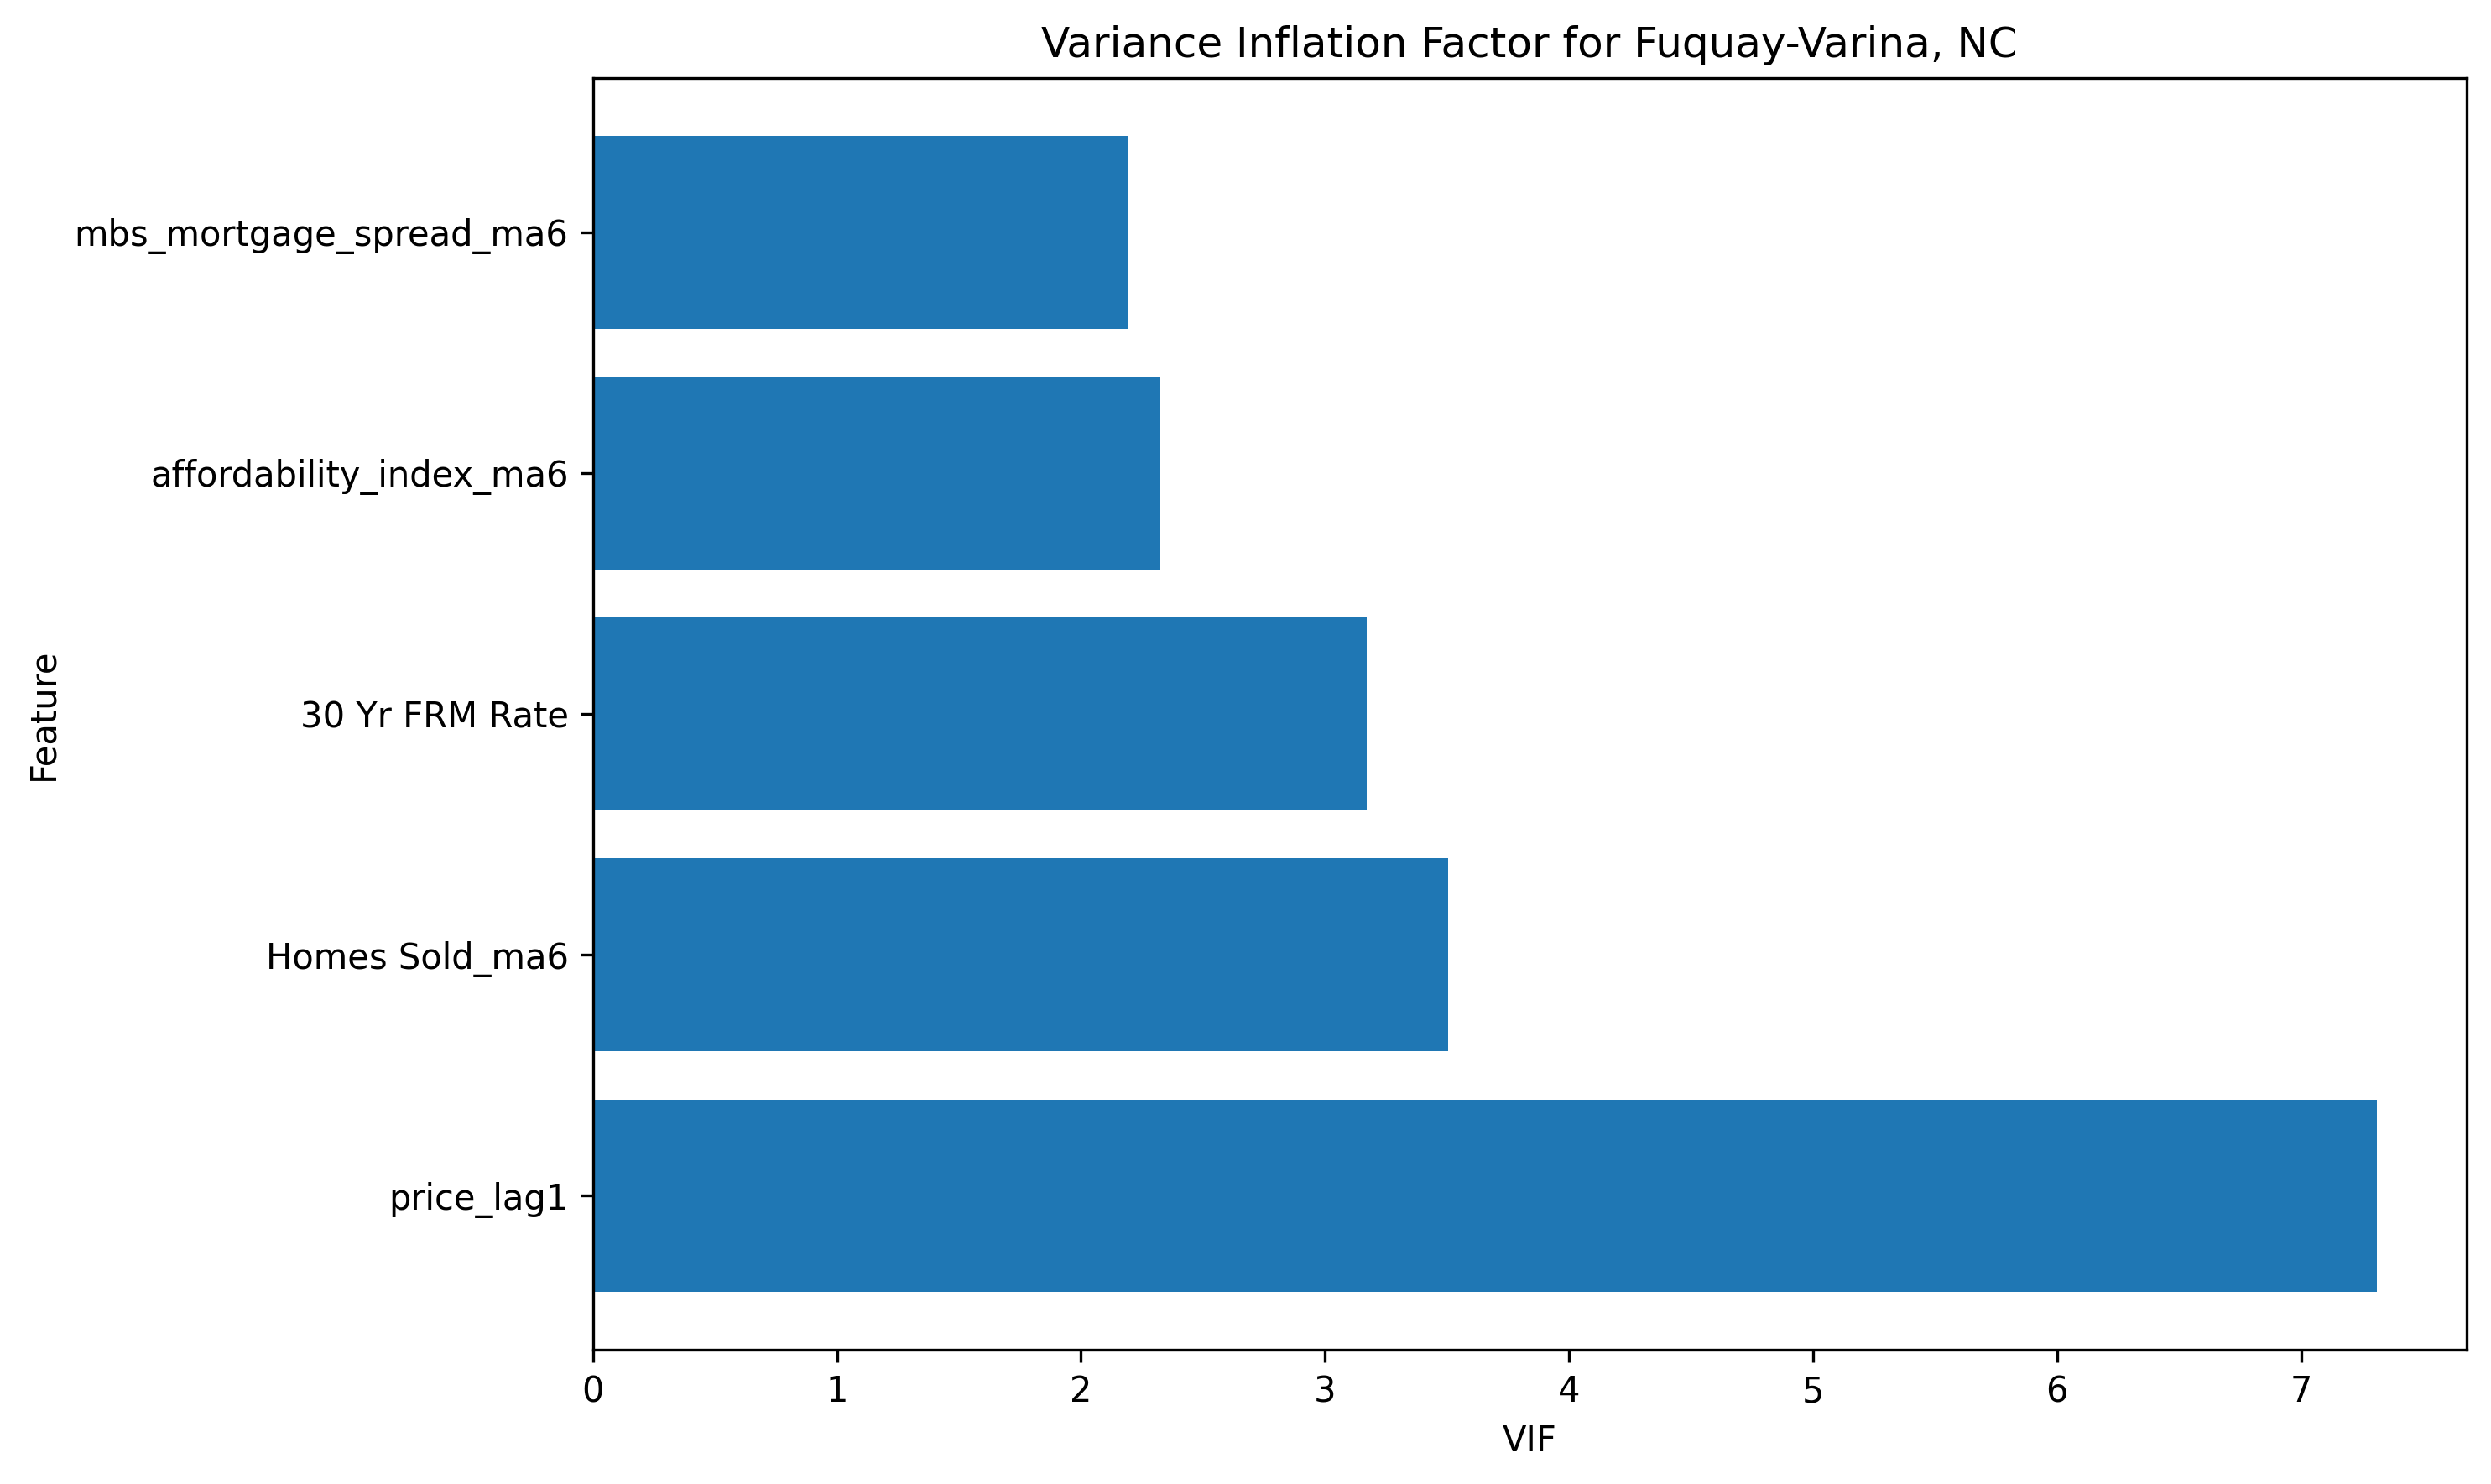 Variance Inflation Factor for Fuquay-Varina, NC
Feature
mbs_mortgage_spread_ma6
affordability_index_ma6
30 Yr FRM Rate
Homes Sold_ma6
price_lag1
0 1 2 3 4 5 6 7
VIF